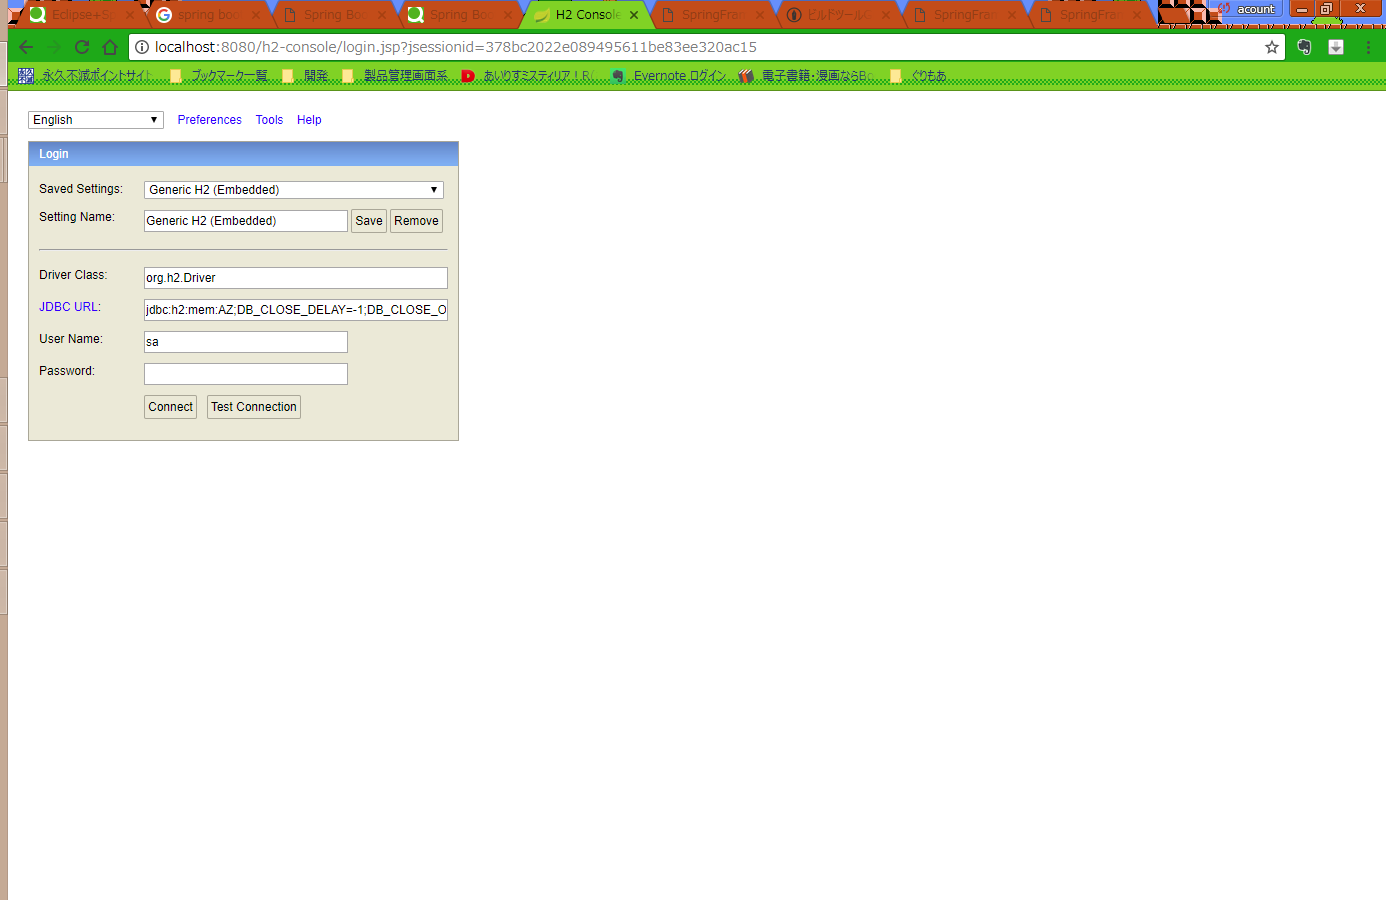 Eclipse+Sp
spring boo
Spring Bo
Spring Bo
H2 Console
SpringFra
ビルドツールG
SpringFra
SpringFra
acount
localhost:8080/h2-console/login.jsp?jsessionid=378bc2022e089495611be83ee320ac15
永久不滅ポイントサイト
ブックマーク一覧
開発
製品管理画面系
あいりすミスティリア！R(
Evernote ログイン
電子書籍・漫画ならBo
ぐりもあ
English
Preferences
Tools
Help
Login
Saved Settings:
Generic H2 (Embedded)
Setting Name:
Generic H2 (Embedded)
Save
Remove
Driver Class:
org.h2.Driver
JDBC URL:
jdbc:h2:mem:AZ;DB_CLOSE_DELAY=-1;DB_CLOSE_O
User Name:
sa
Password:
Connect
Test Connection